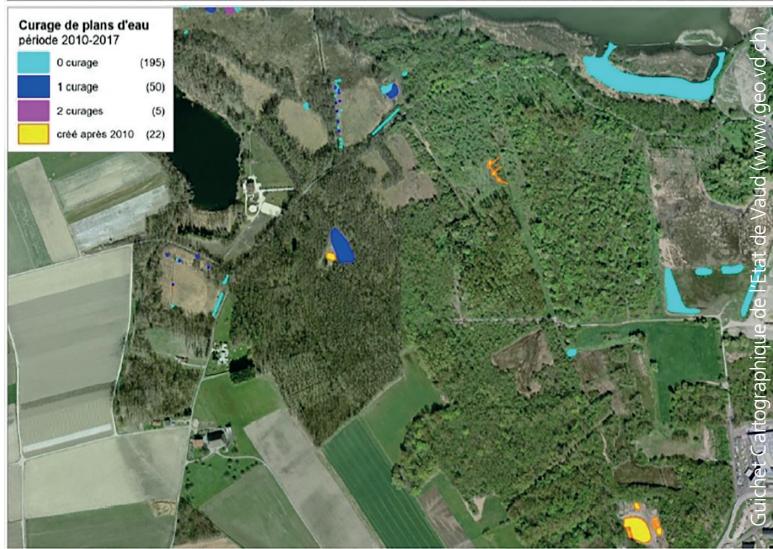 Curage de plans d'eau
période 2010-2017
0 curage (195)
1 curage (50)
2 curages (5)
créé après 2010 (22)
Guichet Cartographique de l'Etat de Vaud (www.geo.vd.ch)